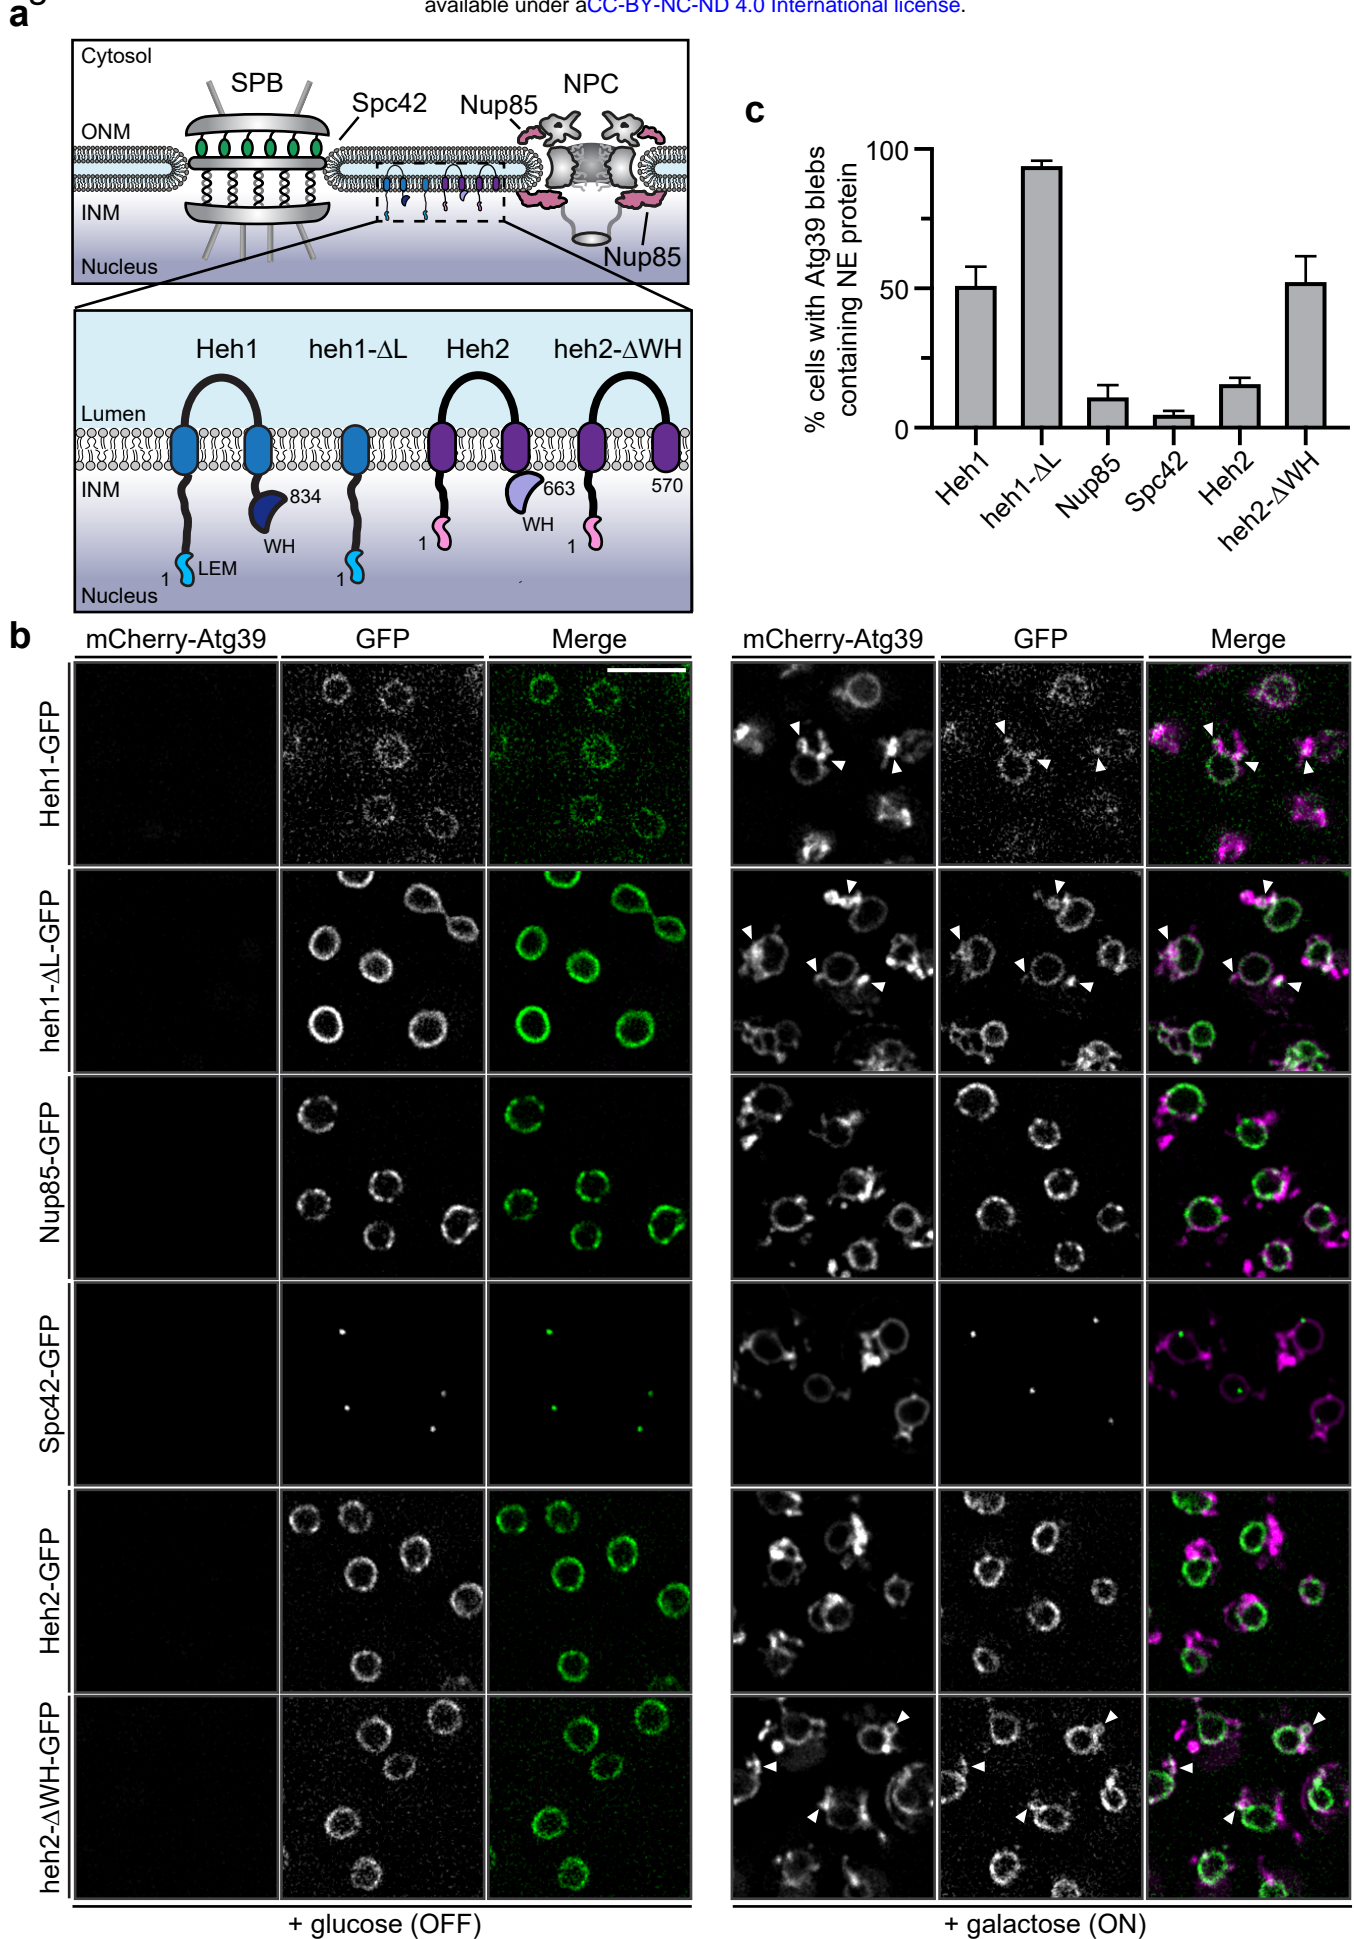 available under aCC-BY-NC-ND 4.0 International license.
a
Cytosol
SPB
Spc42
Nup85
NPC
ONM
INM
Nucleus
Nup85
Heh1
heh1-ΔL
Heh2
heh2-ΔWH
Lumen
INM
834
663
570
WH
WH
1
LEM
1
1
1
Nucleus
c
% cells with Atg39 blebs
containing NE protein
100
50
0
Heh1
heh1-ΔL
Nup85
Spc42
Heh2
heh2-ΔWH
b
mCherry-Atg39 GFP Merge mCherry-Atg39 GFP Merge
Heh1-GFP
heh1-ΔL-GFP
Nup85-GFP
Spc42-GFP
Heh2-GFP
heh2-ΔWH-GFP
+ glucose (OFF)
+ galactose (ON)